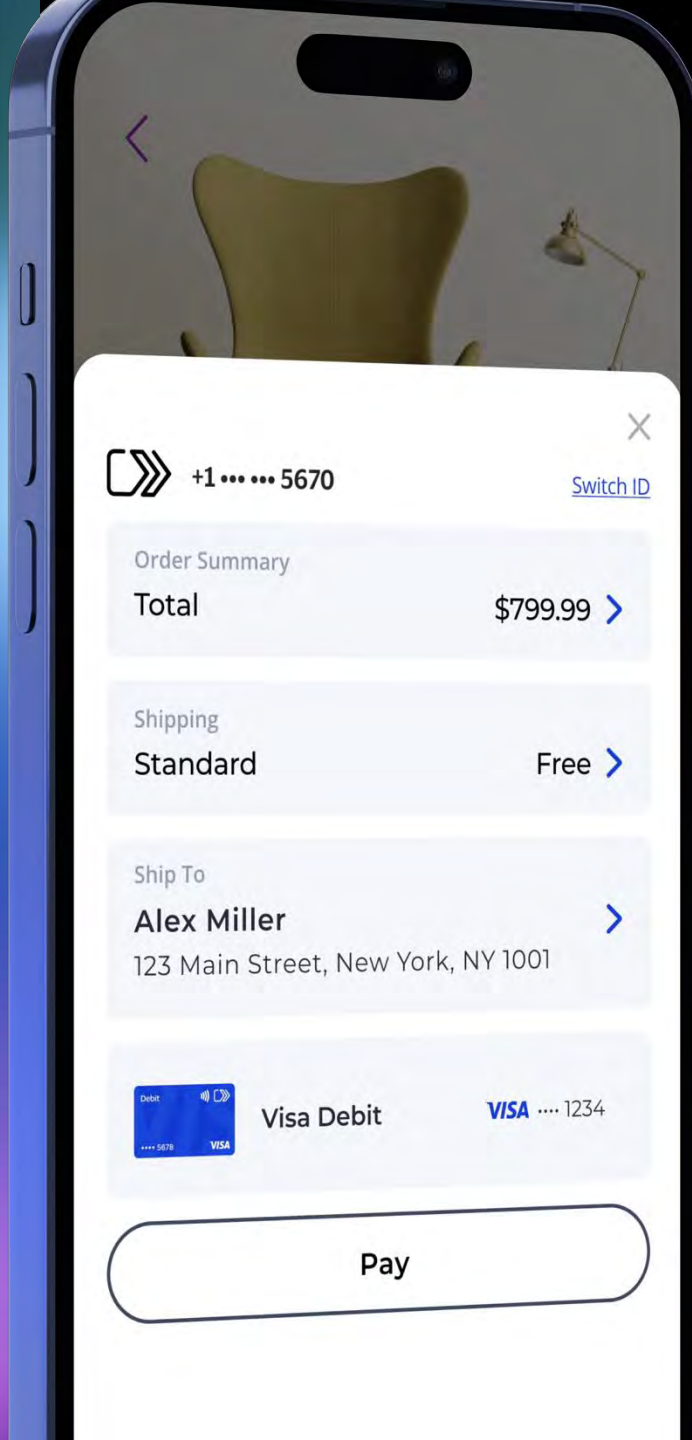 +1 ••• ••• 5670
Switch ID
Order Summary
Total $799.99
Shipping
Standard Free
Ship To
Alex Miller
123 Main Street, New York, NY 1001
Debit
•••• 5678 VISA
Visa Debit
VISA •••• 1234
Pay